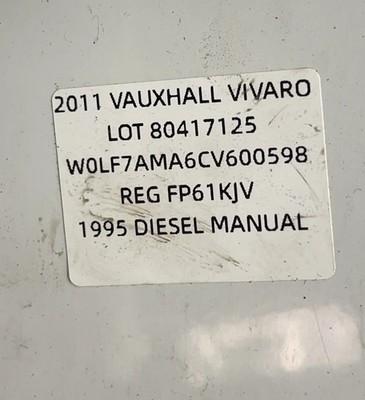 2011 VAUXHALL VIVARO
LOT 80417125
W0LF7AMA6CV600598
REG FP61KJV
1995 DIESEL MANUAL